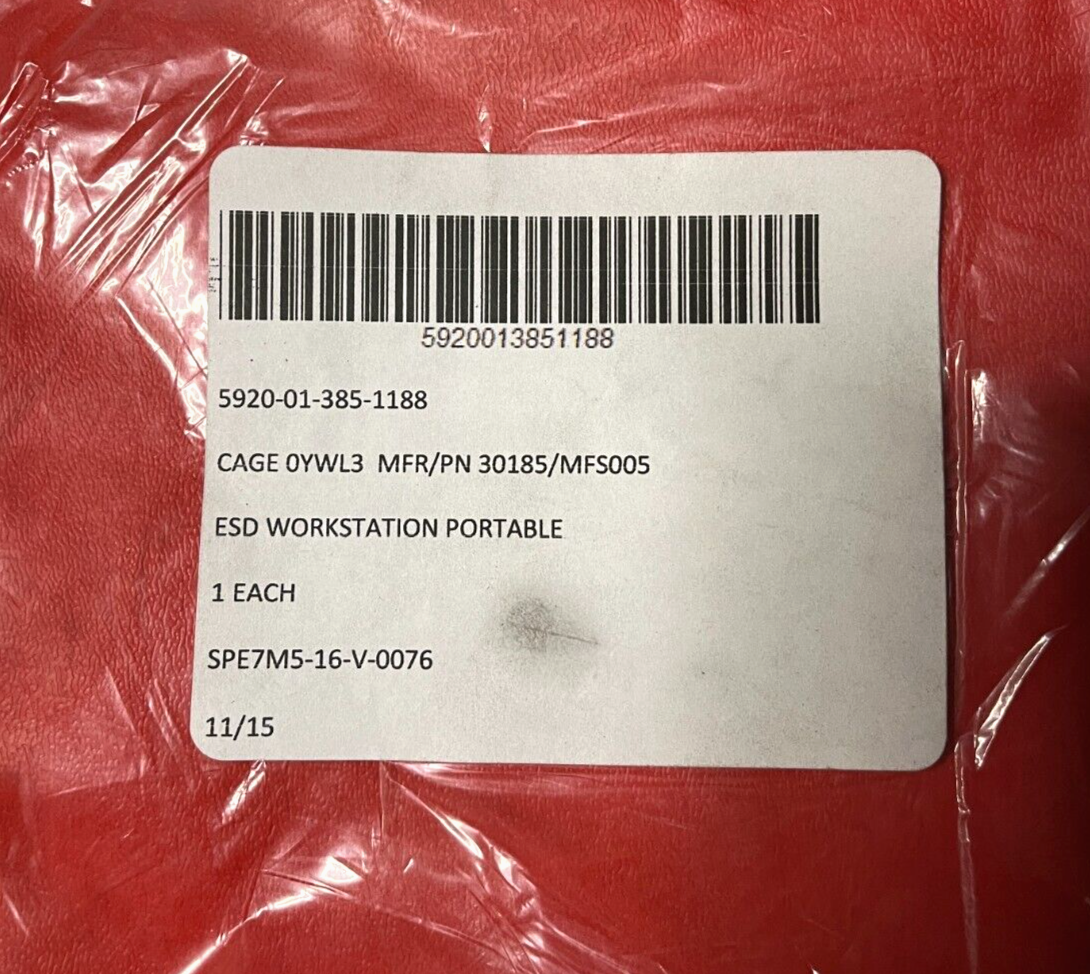 5920013851188
5920-01-385-1188
CAGE 0YWL3 MFR/PN 30185/MFS005
ESD WORKSTATION PORTABLE
1 EACH
SPE7M5-16-V-0076
11/15